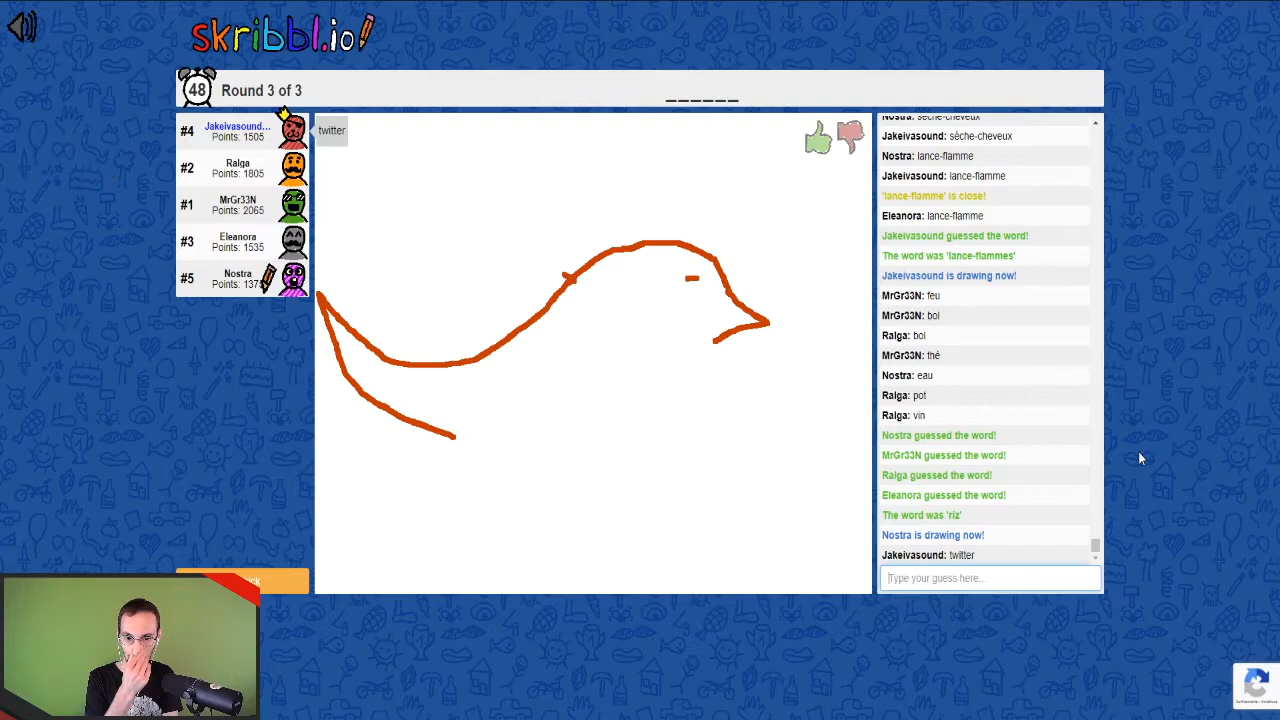 skribbl.io
48
Round 3 of 3
______
#4
Jakeivasound...
Points: 1505
#2
Ralga
Points: 1805
#1
MrGr33N
Points: 2065
#3
Eleanora
Points: 1535
#5
Nostra
twitter
Nostra: sèche-cheveux
Jakeivasound: sèche-cheveux
Nostra: lance-flamme
Jakeivasound: lance-flamme
'lance-flamme' is close!
Eleanora: lance-flamme
Jakeivasound guessed the word!
The word was 'lance-flammes'
Jakeivasound is drawing now!
MrGr33N: feu
MrGr33N: boi
Ralga: bol
MrGr33N: thé
Nostra: eau
Ralga: pot
Ralga: vin
Nostra guessed the word!
MrGr33N guessed the word!
Ralga guessed the word!
Eleanora guessed the word!
The word was 'riz'
Nostra is drawing now!
Jakeivasound: twitter
Type your guess here...